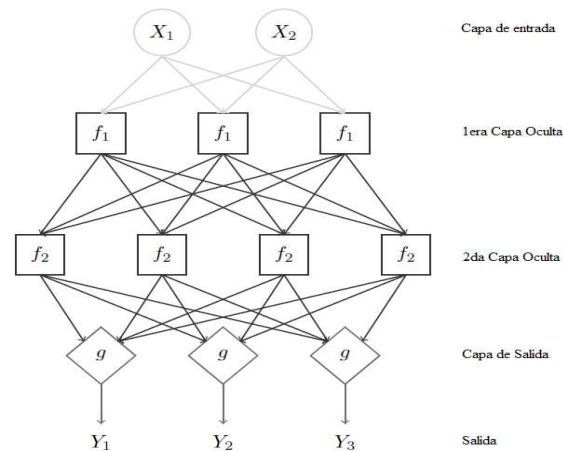 X₁ X₂ Capa de entrada
f₁ f₁ f₁ 1era Capa Oculta
f₂ f₂ f₂ f₂ 2da Capa Oculta
g g g Capa de Salida
Y₁ Y₂ Y₃ Salida